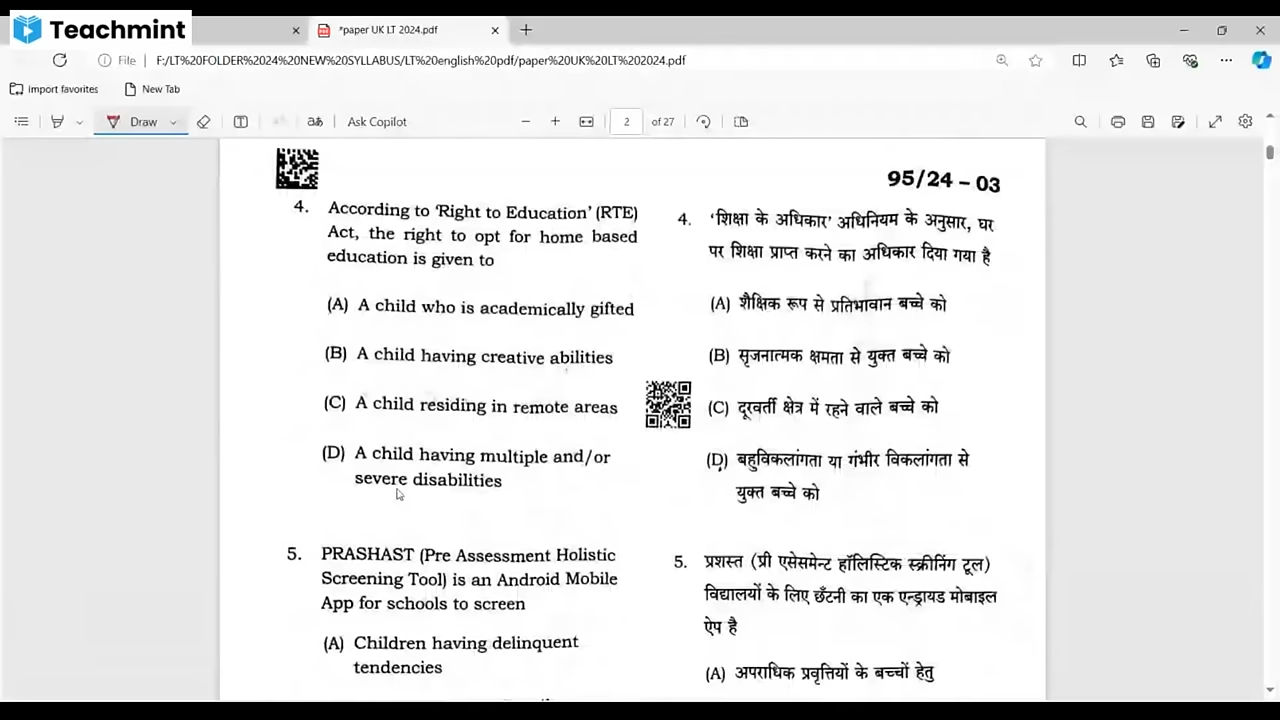 Teachmint
*paper UK LT 2024.pdf
File
F:/LT%20FOLDER%2024%20NEW%20SYLLABUS/LT%20english%20pdf/paper%20UK%20LT%202024.pdf
Import favorites
New Tab
Draw
aあ
Ask Copilot
2
of 27
95/24 – 03
4. According to 'Right to Education' (RTE)
Act, the right to opt for home based
education is given to
(A) A child who is academically gifted
(B) A child having creative abilities
(C) A child residing in remote areas
(D) A child having multiple and/or
severe disabilities
5. PRASHAST (Pre Assessment Holistic
Screening Tool) is an Android Mobile
App for schools to screen
(A) Children having delinquent
tendencies
4. 'शिक्षा के अधिकार' अधिनियम के अनुसार, घर
पर शिक्षा प्राप्त करने का अधिकार दिया गया है
(A) शैक्षिक रूप से प्रतिभावान बच्चे को
(B) सृजनात्मक क्षमता से युक्त बच्चे को
(C) दूरवर्ती क्षेत्र में रहने वाले बच्चे को
(D) बहुविकलांगता या गंभीर विकलांगता से
युक्त बच्चे को
5. प्रशस्त (प्री एसेसमेन्ट हॉलिस्टिक स्क्रीनिंग टूल)
विद्यालयों के लिए छँटनी का एक एन्ड्रायड मोबाइल
ऐप है
(A) अपराधिक प्रवृत्तियों के बच्चों हेतु